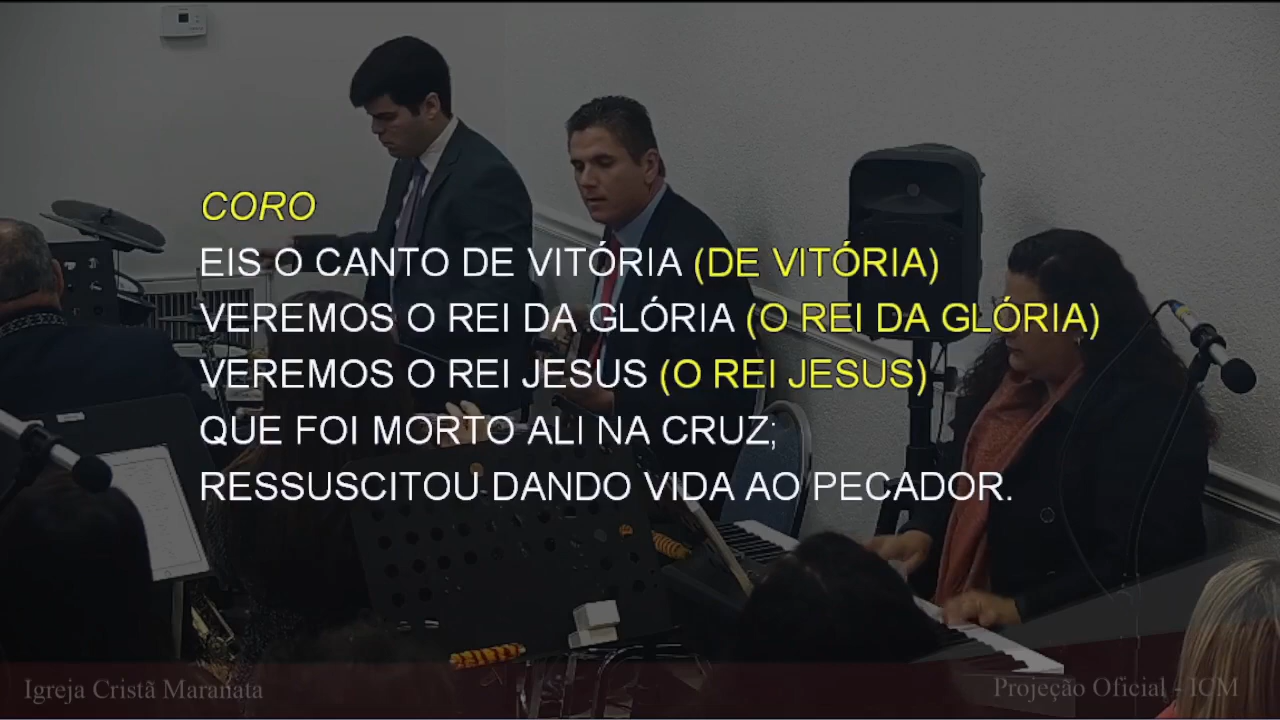 CORO
EIS O CANTO DE VITÓRIA (DE VITÓRIA)
VEREMOS O REI DA GLÓRIA (O REI DA GLÓRIA)
VEREMOS O REI JESUS (O REI JESUS)
QUE FOI MORTO ALI NA CRUZ;
RESSUSCITOU DANDO VIDA AO PECADOR.
Igreja Cristã Maranata
Projeção Oficial - ICM